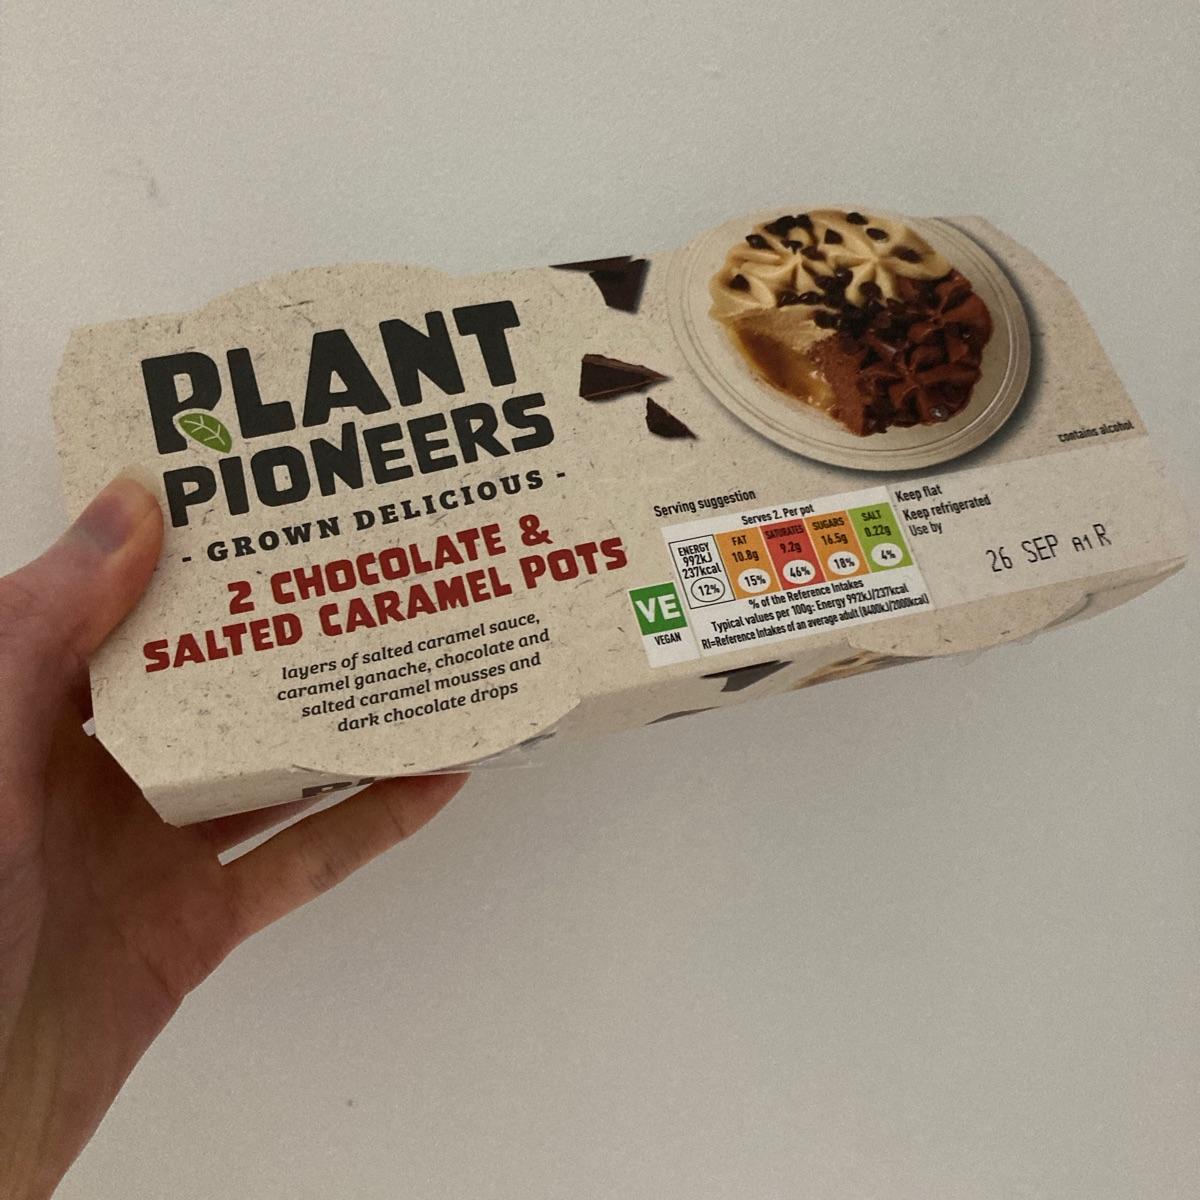 PLANT
PIONEERS
- GROWN DELICIOUS -
2 CHOCOLATE &
SALTED CARAMEL POTS
layers of salted caramel sauce,
caramel ganache, chocolate and
salted caramel mousses and
dark chocolate drops
contains alcohol
Serving suggestion
Serves 2. Per pot
ENERGY
992kJ
237kcal
12%
FAT
10.8g
15%
SATURATES
9.2g
46%
SUGARS
16.5g
18%
SALT
0.22g
4%
% of the Reference Intakes
Typical values per 100g: Energy 992kJ/237kcal
RI=Reference Intakes of an average adult (8400kJ/2000kcal)
VE
VEGAN
Keep flat
Keep refrigerated
Use by
26 SEP A1 R